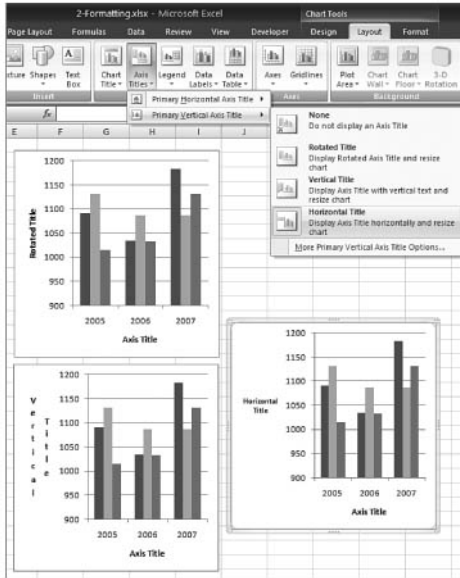 2-Formatting.xlsx - Microsoft Excel
Chart Tools
Page Layout Formulas Data Review View Developer Design Layout Format
Shapes
Text Box
Chart Title
Axis Titles
Legend
Data Labels
Data Table
Axes
Gridlines
Plot Area
Chart Wall
Chart Floor
3-D Rotation
Insert
Axes
Background
Primary Horizontal Axis Title
Primary Vertical Axis Title
None
Do not display an Axis Title
Rotated Title
Display Rotated Axis Title and resize
chart
Vertical Title
Display Axis Title with vertical text and
resize chart
Horizontal Title
Display Axis Title horizontally and resize
chart
More Primary Vertical Axis Title Options...
fx
E F G H I J
1200
1150
1100
1050
1000
950
900
Rotated Title
2005 2006 2007
Axis Title
1200
1150
1100
1050
1000
950
900
Vertical Title
2005 2006 2007
Axis Title
1200
1150
1100
1050
1000
950
900
Horizontal
Title
2005 2006 2007
Axis Title